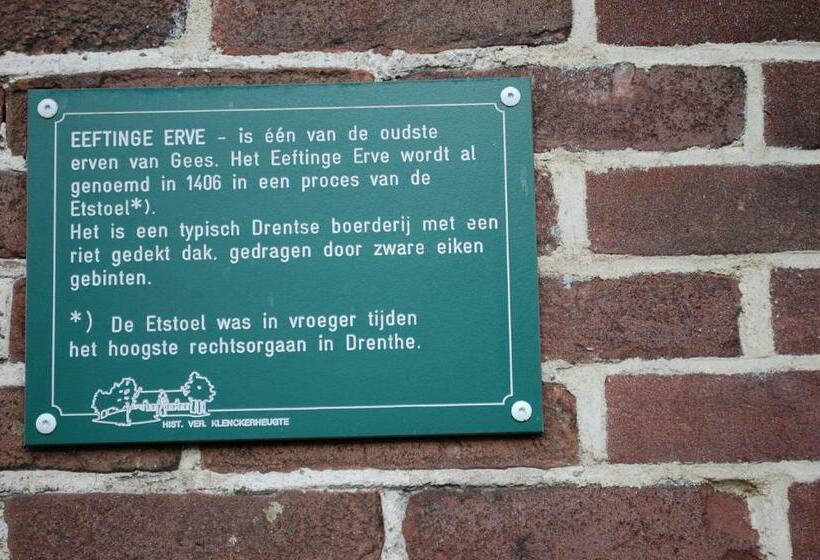 EEFTINGE ERVE - is één van de oudste
erven van Gees. Het Eeftinge Erve wordt al
genoemd in 1406 in een proces van de
Etstoel*).
Het is een typisch Drentse boerderij met een
riet gedekt dak, gedragen door zware eiken
gebinten.
*) De Etstoel was in vroeger tijden
het hoogste rechtsorgaan in Drenthe.
HIST. VER. KLENCKERHEUGTE